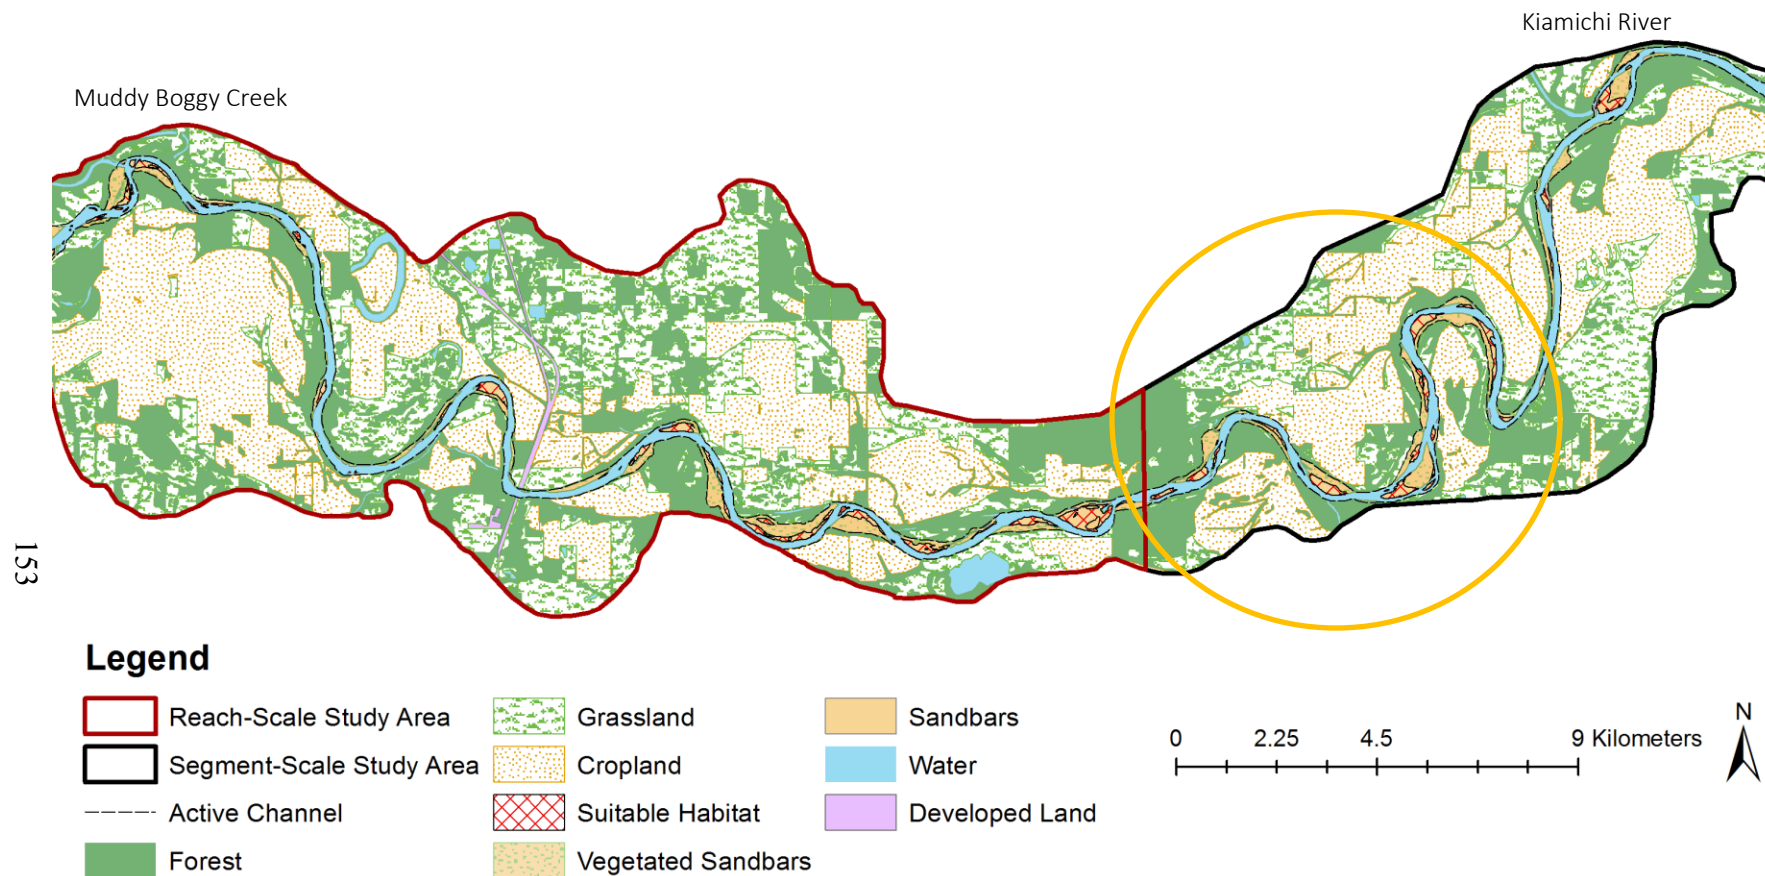 Kiamichi River
Muddy Boggy Creek
153
Legend
Reach-Scale Study Area
Segment-Scale Study Area
Active Channel
Forest
Grassland
Cropland
Suitable Habitat
Vegetated Sandbars
Sandbars
Water
Developed Land
0 2.25 4.5 9 Kilometers
N